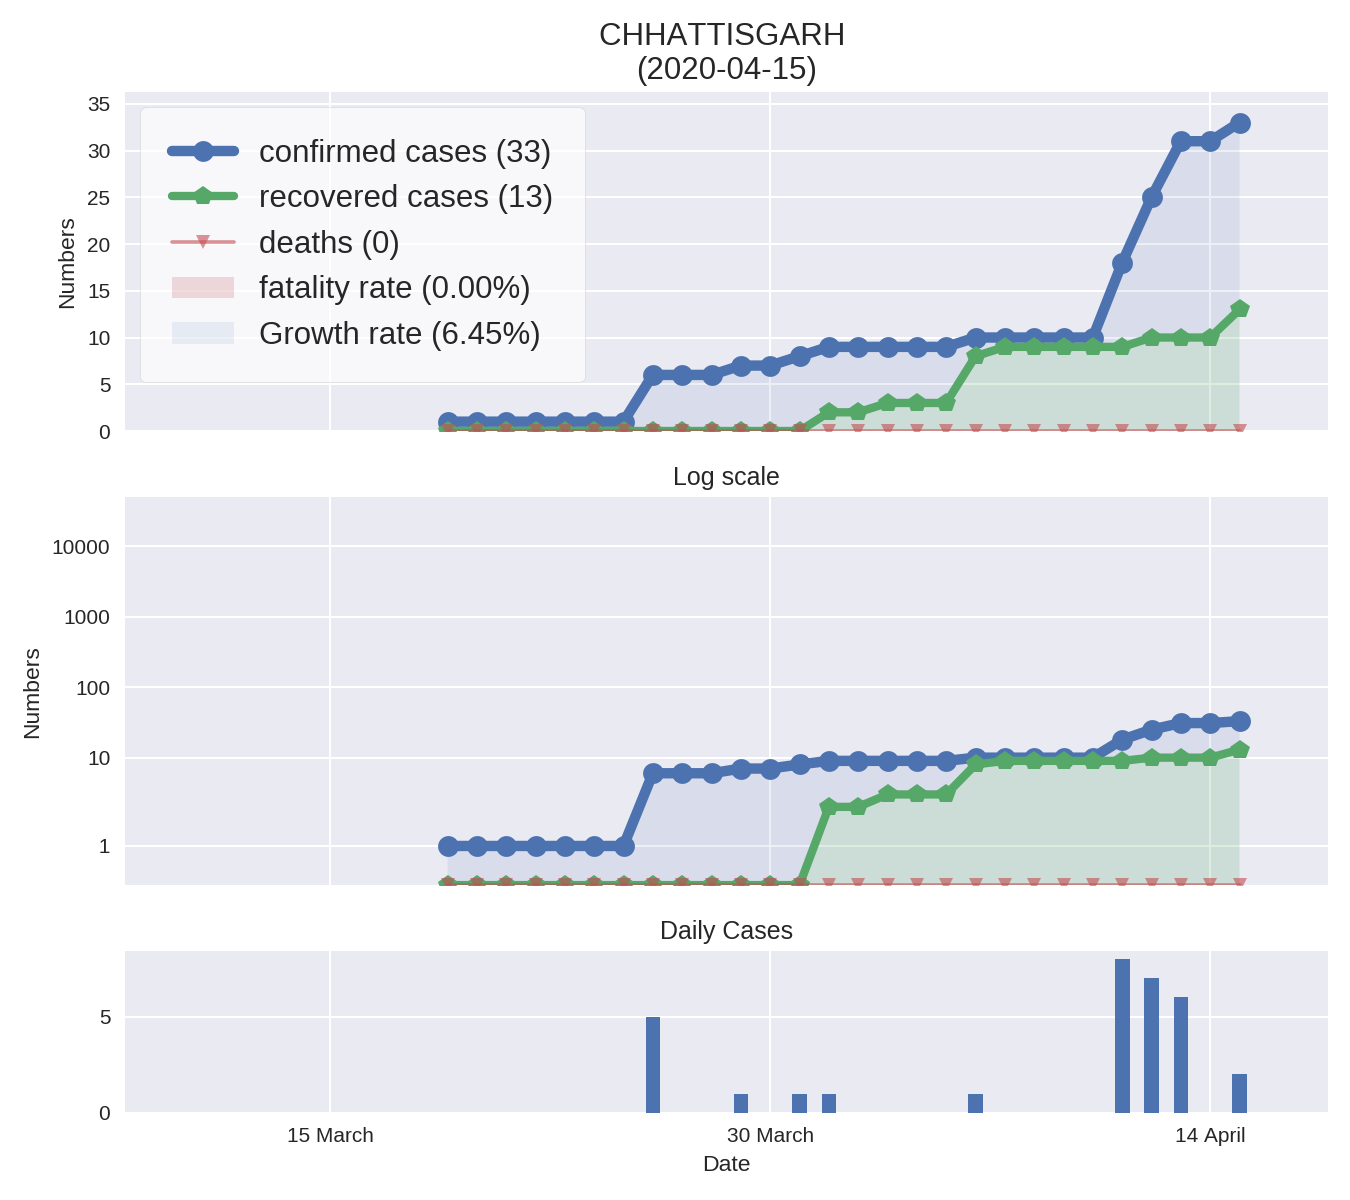 CHHATTISGARH
(2020-04-15)
35
30
25
20
15
10
5
0
Numbers
confirmed cases (33)
recovered cases (13)
deaths (0)
fatality rate (0.00%)
Growth rate (6.45%)
Log scale
10000
1000
100
10
1
Numbers
Daily Cases
5
0
15 March
30 March
14 April
Date